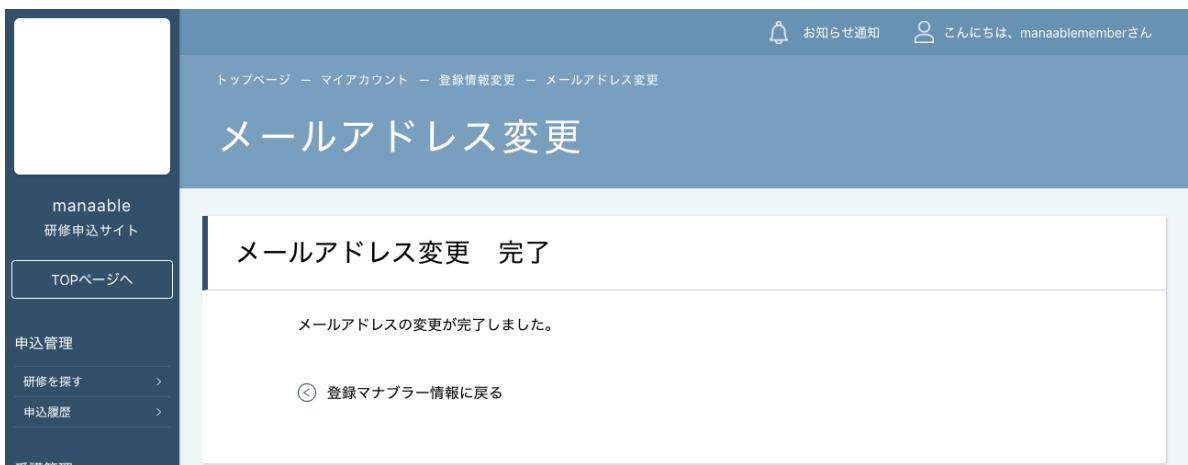 お知らせ通知
こんにちは、manaablememberさん
トップページ － マイアカウント － 登録情報変更 － メールアドレス変更
メールアドレス変更
manaable
研修申込サイト
TOPページへ
申込管理
研修を探す
申込履歴
メールアドレス変更　完了
メールアドレスの変更が完了しました。
登録マナブラー情報に戻る